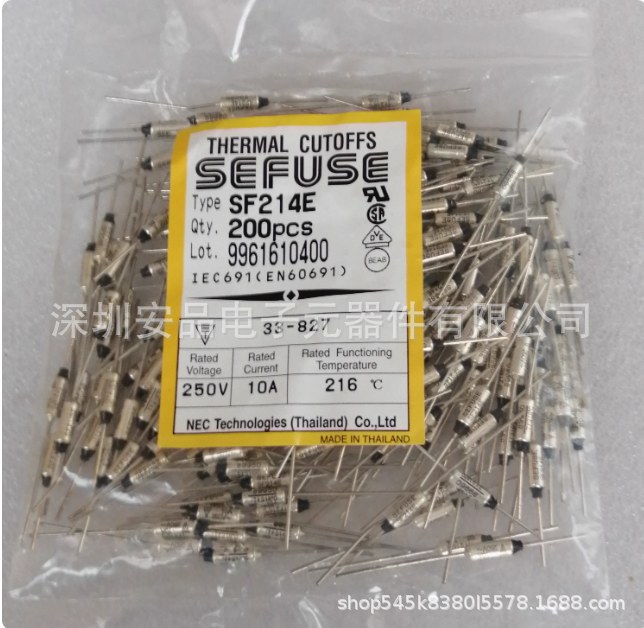 THERMAL CUTOFFS
SEFUSE
Type SF214E
Qty. 200pcs
Lot. 9961610400
IEC691(EN60691)
DVE
BEAB
深圳安品电子元器件有限公司
33-827
Rated Voltage Rated Current Rated Functioning Temperature
250V 10A 216 ℃
NEC Technologies (Thailand) Co.,Ltd
MADE IN THAILAND
shop545k8380l5578.1688.com